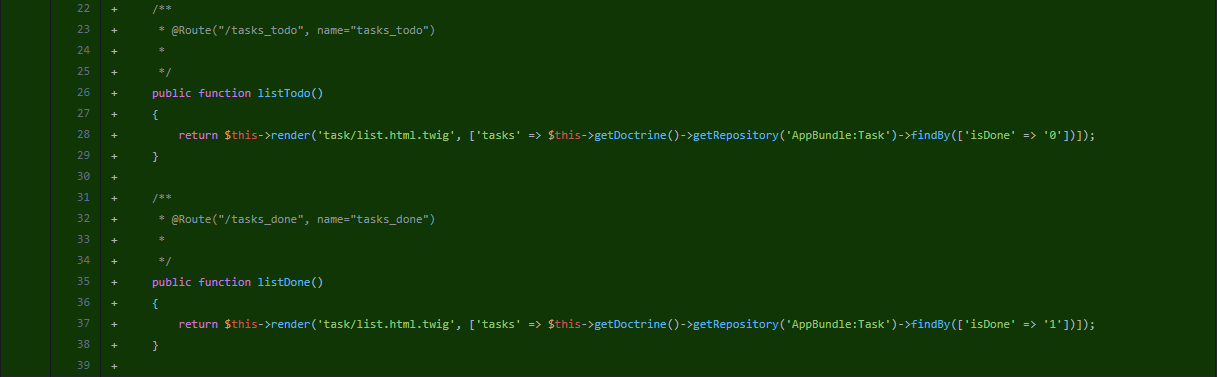 22 + /**
23 + * @Route("/tasks_todo", name="tasks_todo")
24 + *
25 + */
26 + public function listTodo()
27 + {
28 + return $this->render('task/list.html.twig', ['tasks' => $this->getDoctrine()->getRepository('AppBundle:Task')->findBy(['isDone' => '0'])]);
29 + }
30 +
31 + /**
32 + * @Route("/tasks_done", name="tasks_done")
33 + *
34 + */
35 + public function listDone()
36 + {
37 + return $this->render('task/list.html.twig', ['tasks' => $this->getDoctrine()->getRepository('AppBundle:Task')->findBy(['isDone' => '1'])]);
38 + }
39 +